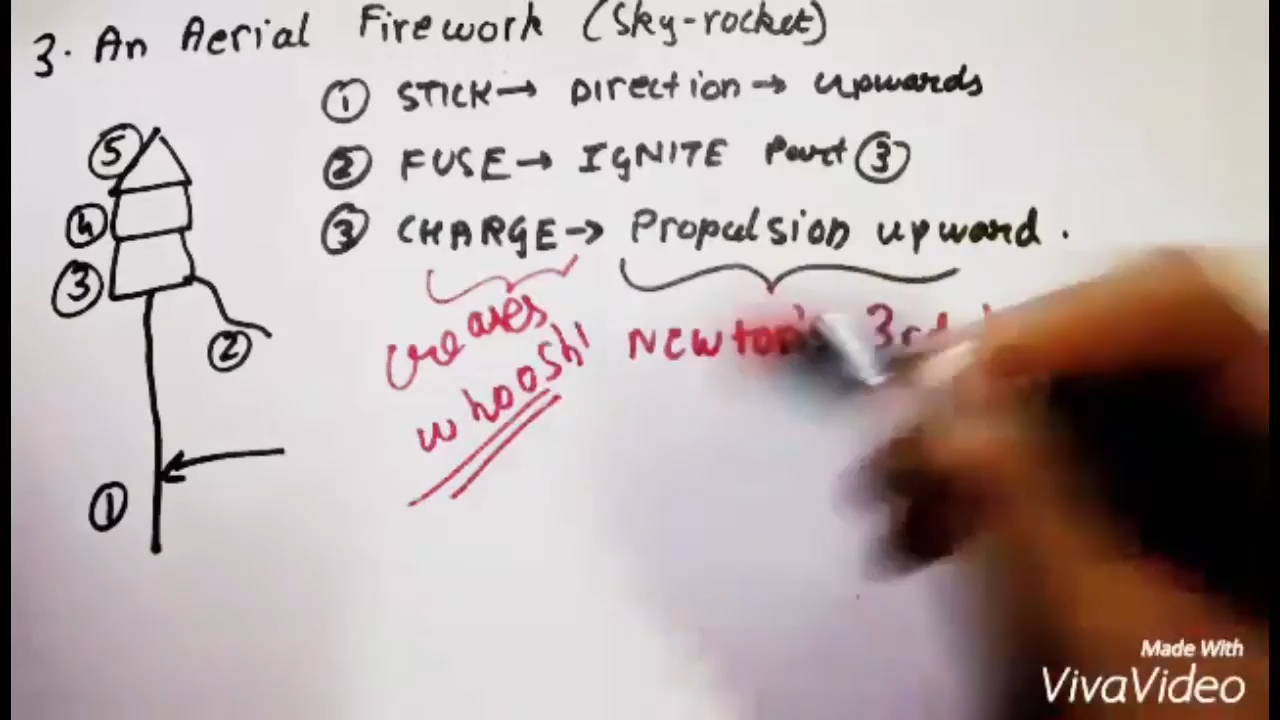 3. An Aerial Firework (Sky-rocket)
① STICK → Direction → upwards
② FUSE → IGNITE Part ③
③ CHARGE → Propulsion upward.
creates
whoosh!
Newton's 3rd
⑤
④
③
②
①
Made With
VivaVideo